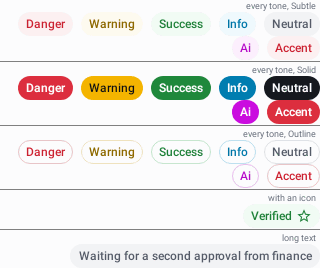 every tone, Subtle
Danger Warning Success Info Neutral
Ai Accent
every tone, Solid
Danger Warning Success Info Neutral
Ai Accent
every tone, Outline
Danger Warning Success Info Neutral
Ai Accent
with an icon
Verified
long text
Waiting for a second approval from finance